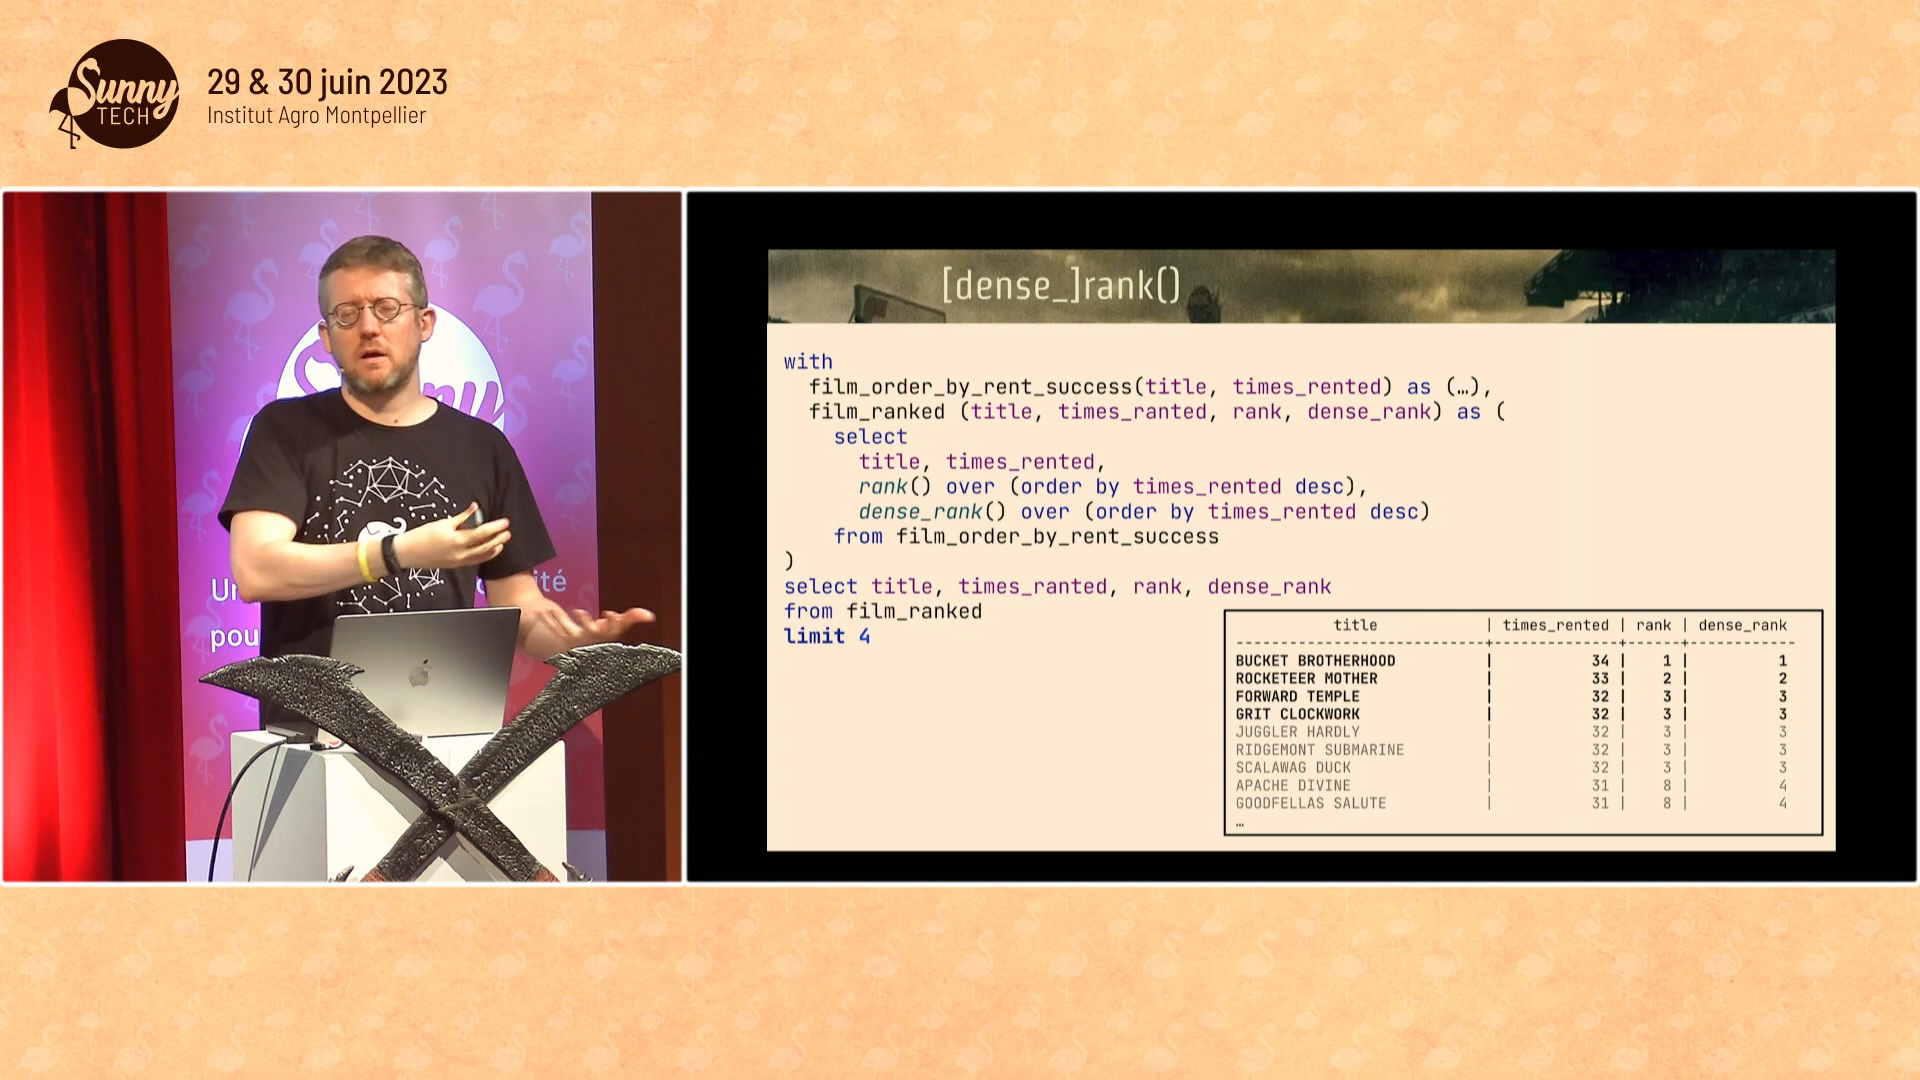 Sunny
TECH
29 & 30 juin 2023
Institut Agro Montpellier
Un
ité
pou
[dense_]rank()
with
film_order_by_rent_success(title, times_rented) as (…),
film_ranked (title, times_ranted, rank, dense_rank) as (
select
title, times_rented,
rank() over (order by times_rented desc),
dense_rank() over (order by times_rented desc)
from film_order_by_rent_success
)
select title, times_ranted, rank, dense_rank
from film_ranked
limit 4
title | times_rented | rank | dense_rank
BUCKET BROTHERHOOD | 34 | 1 | 1
ROCKETEER MOTHER | 33 | 2 | 2
FORWARD TEMPLE | 32 | 3 | 3
GRIT CLOCKWORK | 32 | 3 | 3
JUGGLER HARDLY | 32 | 3 | 3
RIDGEMONT SUBMARINE | 32 | 3 | 3
SCALAWAG DUCK | 32 | 3 | 3
APACHE DIVINE | 31 | 8 | 4
GOODFELLAS SALUTE | 31 | 8 | 4
…